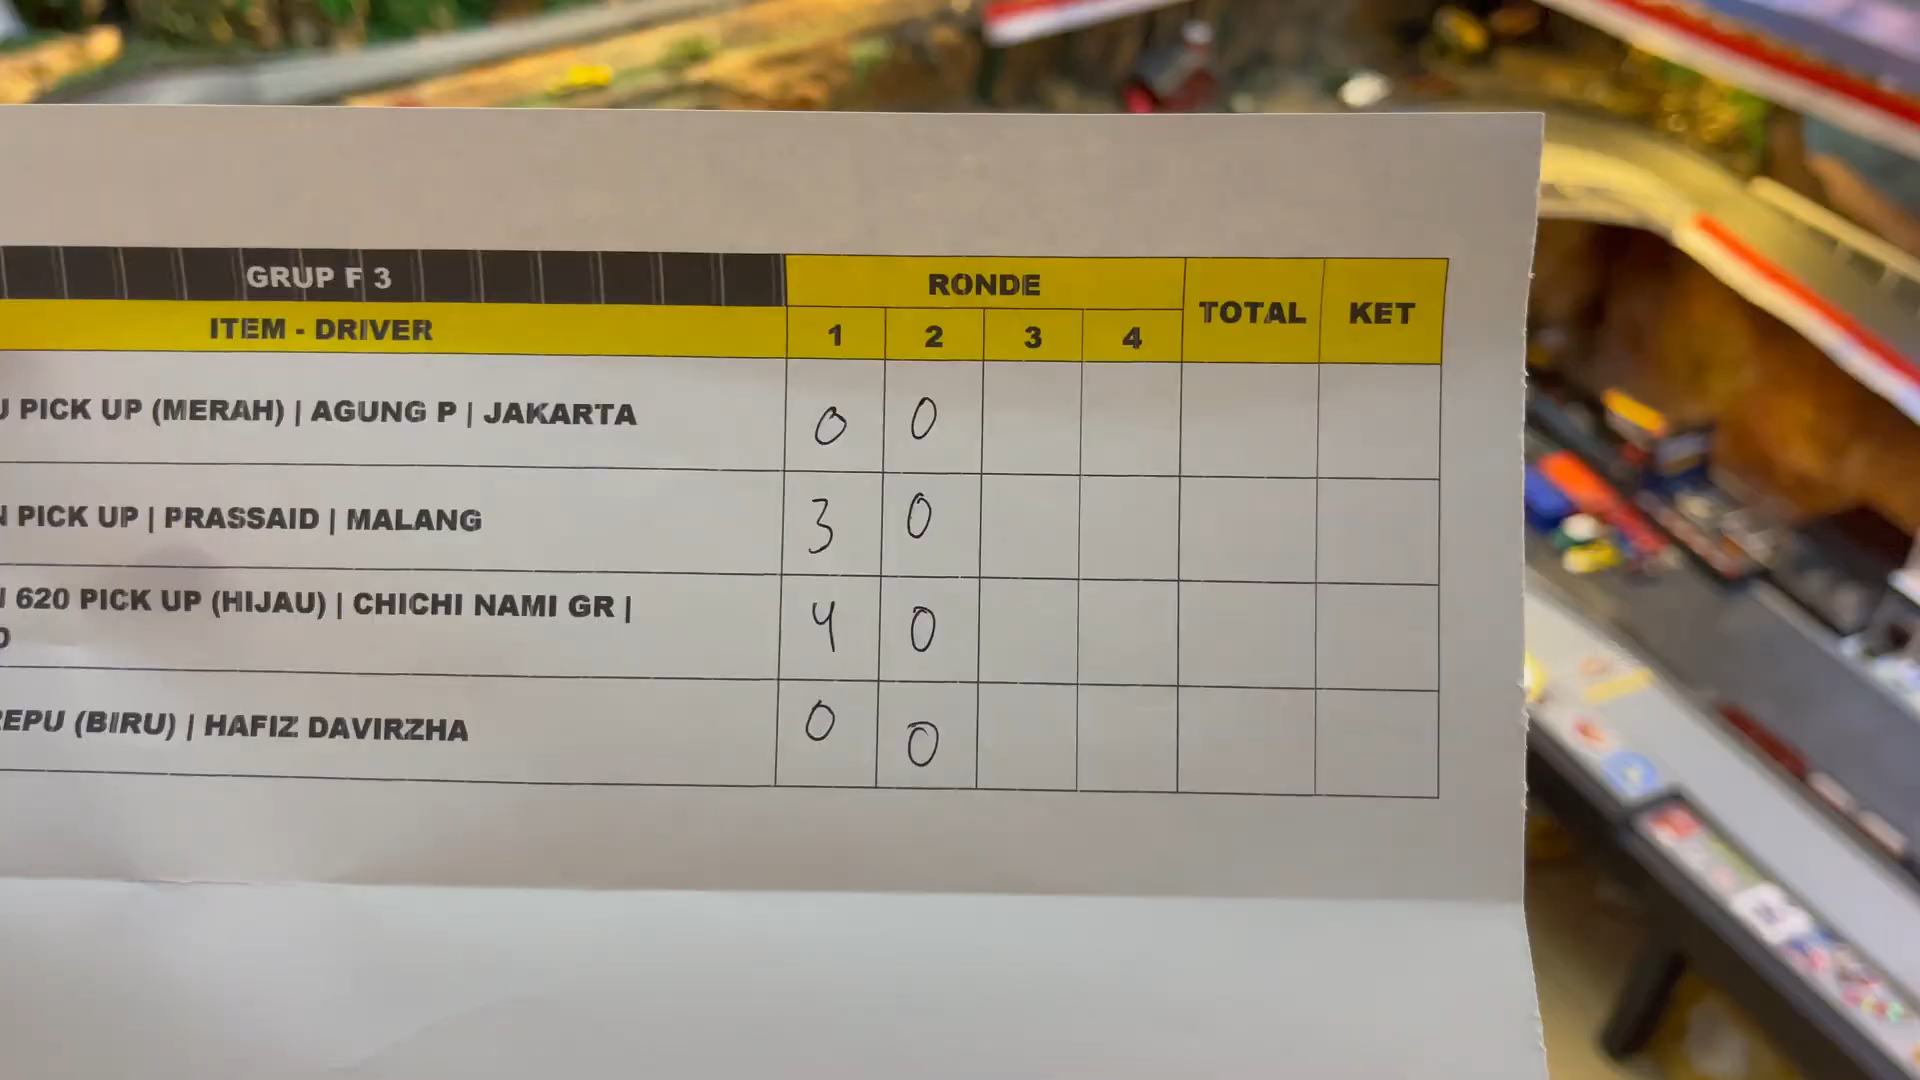 GRUP F 3 RONDE TOTAL KET
ITEM - DRIVER 1 2 3 4
PICK UP (MERAH) | AGUNG P | JAKARTA 0 0
PICK UP | PRASSAID | MALANG 3 0
620 PICK UP (HIJAU) | CHICHI NAMI GR | 4 0
EPU (BIRU) | HAFIZ DAVIRZHA 0 0